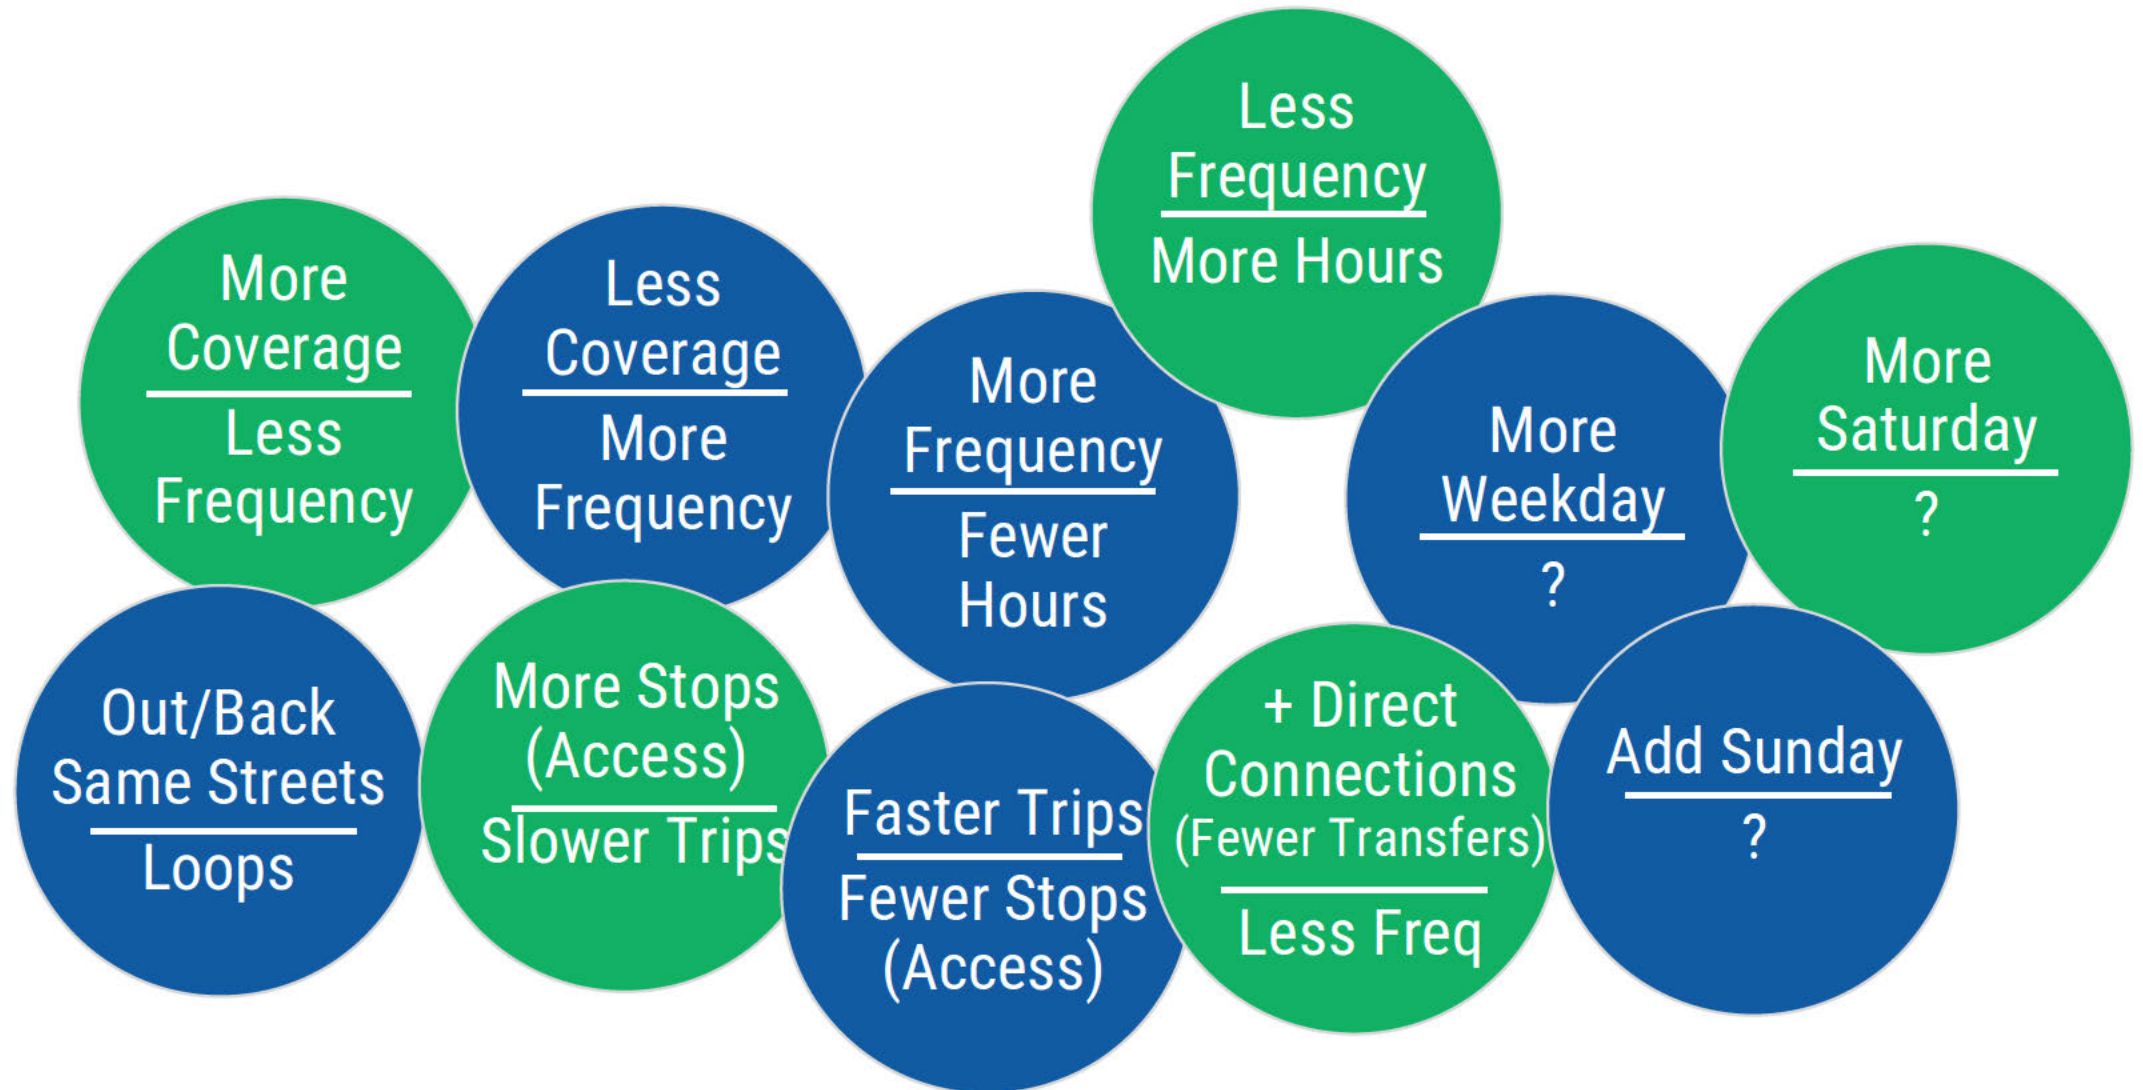 More
Coverage
Less
Frequency
Less
Coverage
More
Frequency
More
Frequency
Fewer
Hours
Less
Frequency
More Hours
More
Weekday
?
More
Saturday
?
Out/Back
Same Streets
Loops
More Stops
(Access)
Slower Trips
Faster Trips
Fewer Stops
(Access)
+ Direct
Connections
(Fewer Transfers)
Less Freq
Add Sunday
?